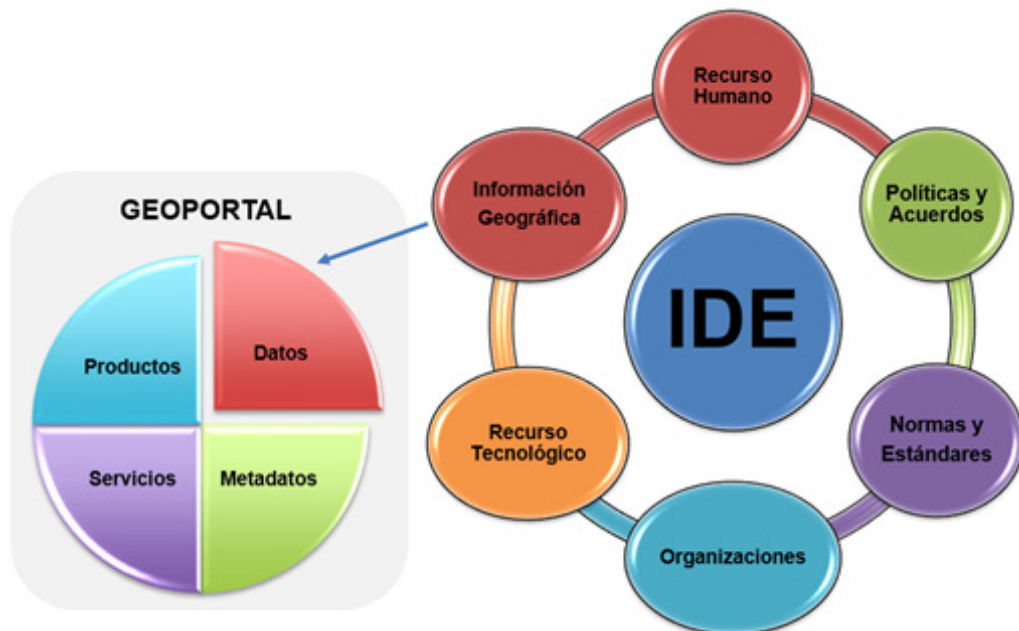 GEOPORTAL
Productos
Datos
Servicios
Metadatos
Recurso
Humano
Información
Geográfica
Políticas y
Acuerdos
IDE
Recurso
Tecnológico
Normas y
Estándares
Organizaciones